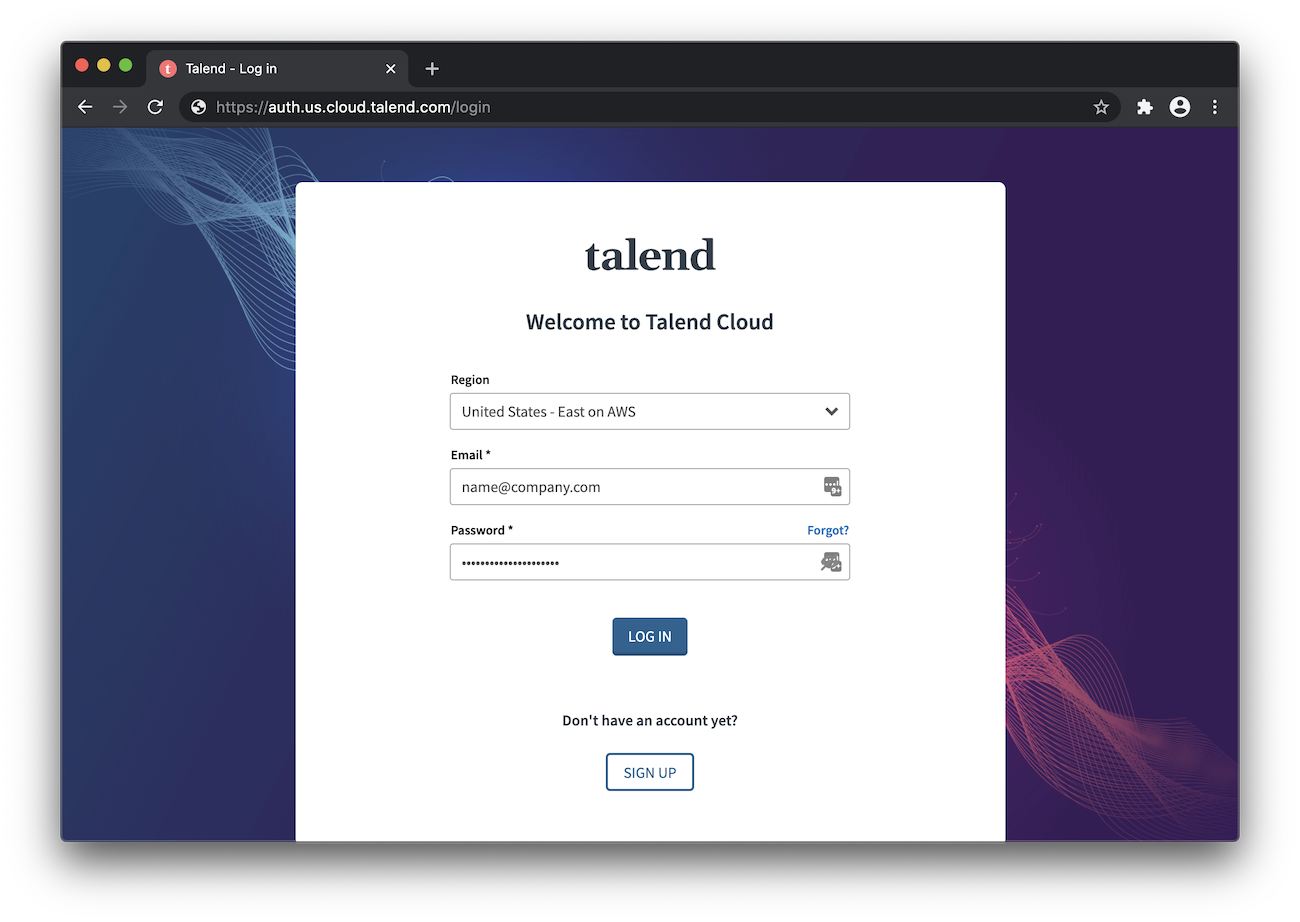 Talend - Log in
https://auth.us.cloud.talend.com/login
talend
Welcome to Talend Cloud
Region
United States - East on AWS
Email *
name@company.com
Password *
Forgot?
•••••••••••••••••••••
LOG IN
Don't have an account yet?
SIGN UP